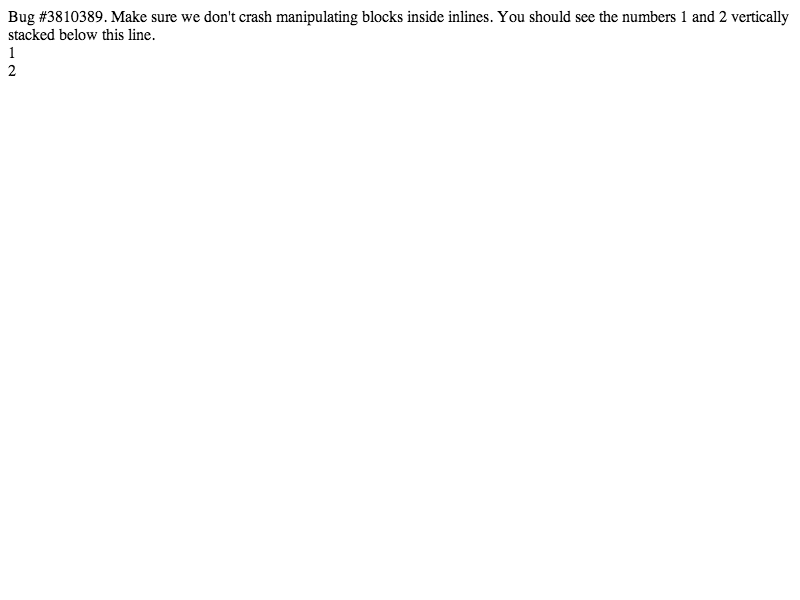 Bug #3810389. Make sure we don't crash manipulating blocks inside inlines. You should see the numbers 1 and 2 vertically
stacked below this line.
1
2